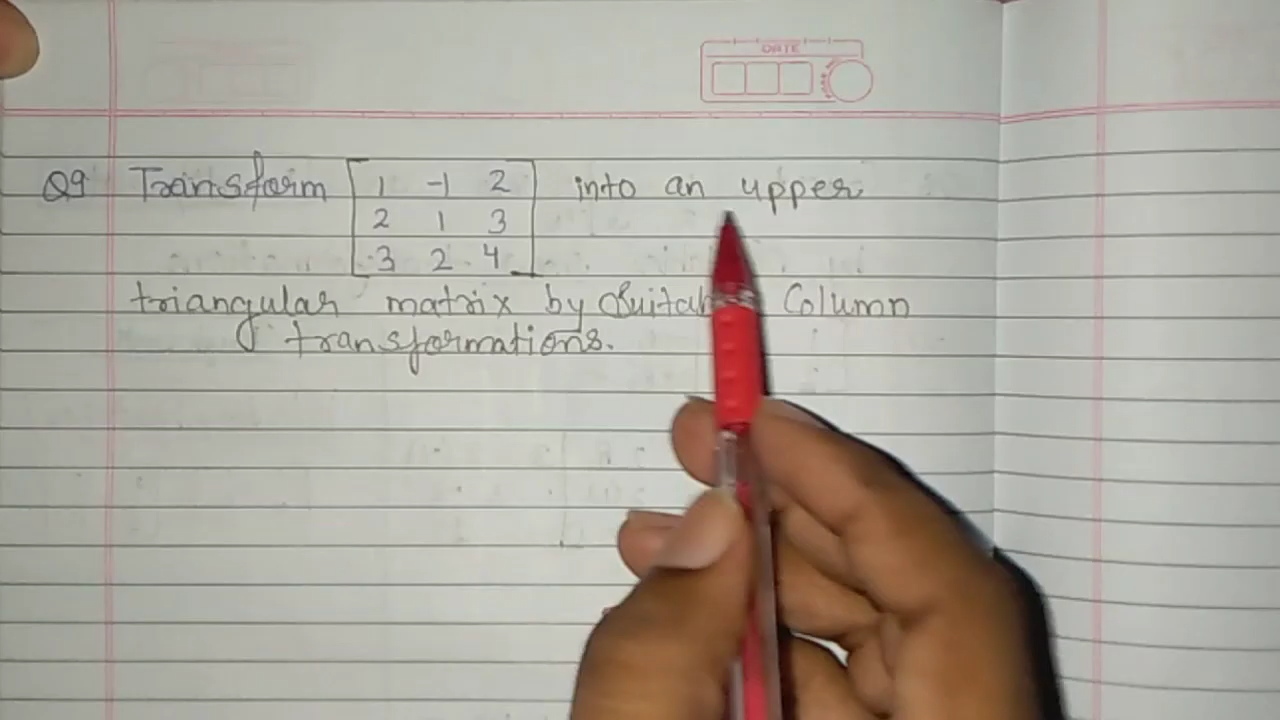 DATE
Q9 Transform [ 1 -1 2 ] into an upper
2 1 3
3 2 4
triangular matrix by Column
transformations.